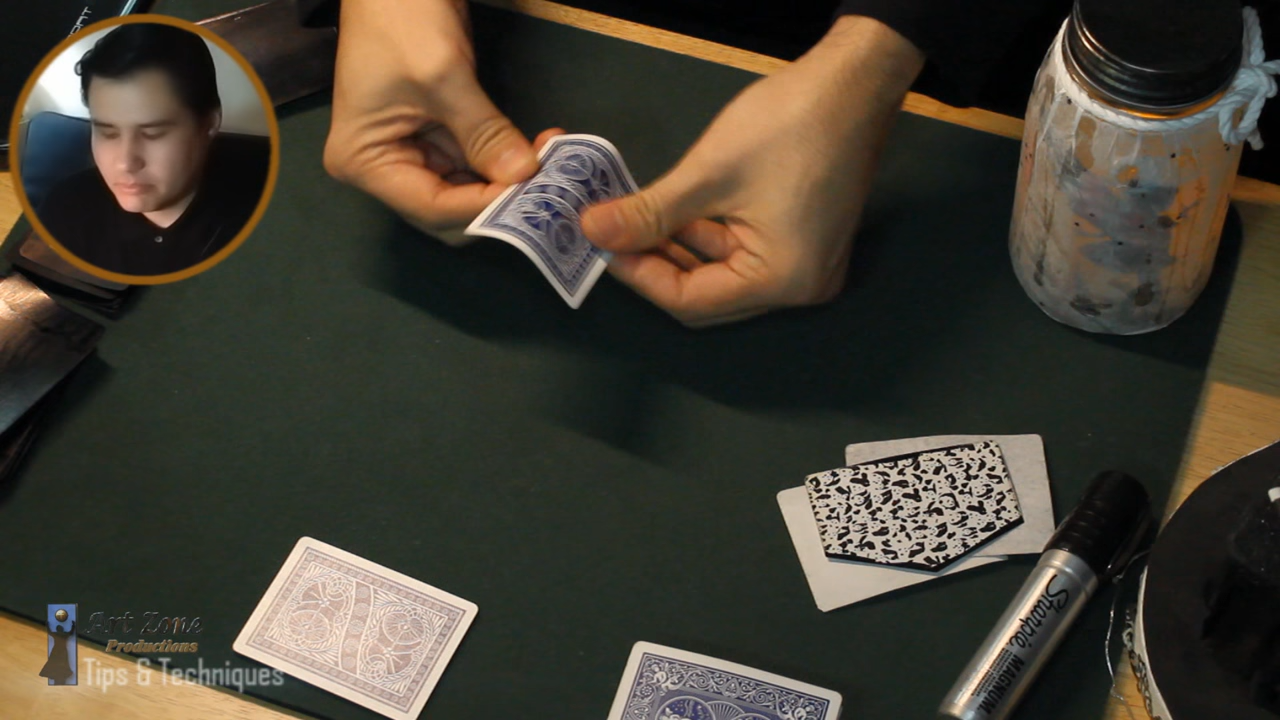 Art Zone
Productions
Tips & Techniques
Sharpie
MAGNUM